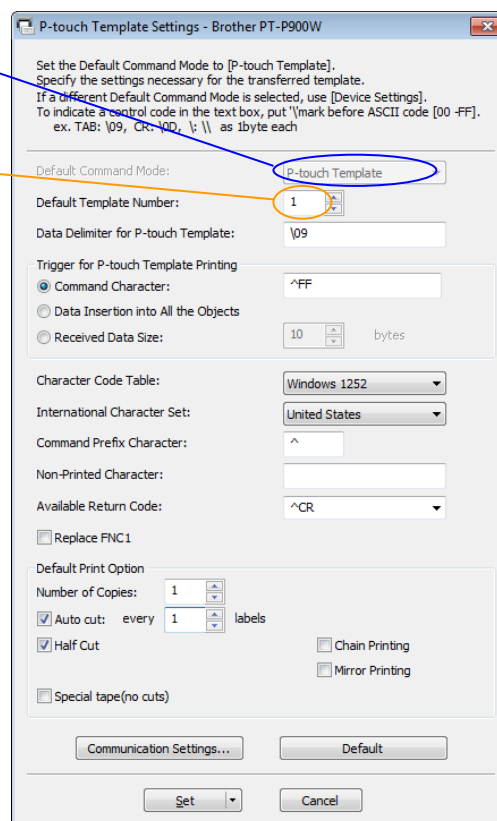 P-touch Template Settings - Brother PT-P900W
Set the Default Command Mode to [P-touch Template].
Specify the settings necessary for the transferred template.
If a different Default Command Mode is selected, use [Device Settings].
To indicate a control code in the text box, put '\'mark before ASCII code [00 -FF].
ex. TAB: \09, CR: \0D, \: \\ as 1byte each
Default Command Mode: P-touch Template
Default Template Number: 1
Data Delimiter for P-touch Template: \09
Trigger for P-touch Template Printing
Command Character: ^FF
Data Insertion into All the Objects
Received Data Size: 10 bytes
Character Code Table: Windows 1252
International Character Set: United States
Command Prefix Character: ^
Non-Printed Character:
Available Return Code: ^CR
Replace FNC1
Default Print Option
Number of Copies: 1
Auto cut: every 1 labels
Half Cut Chain Printing
Mirror Printing
Special tape(no cuts)
Communication Settings... Default
Set Cancel